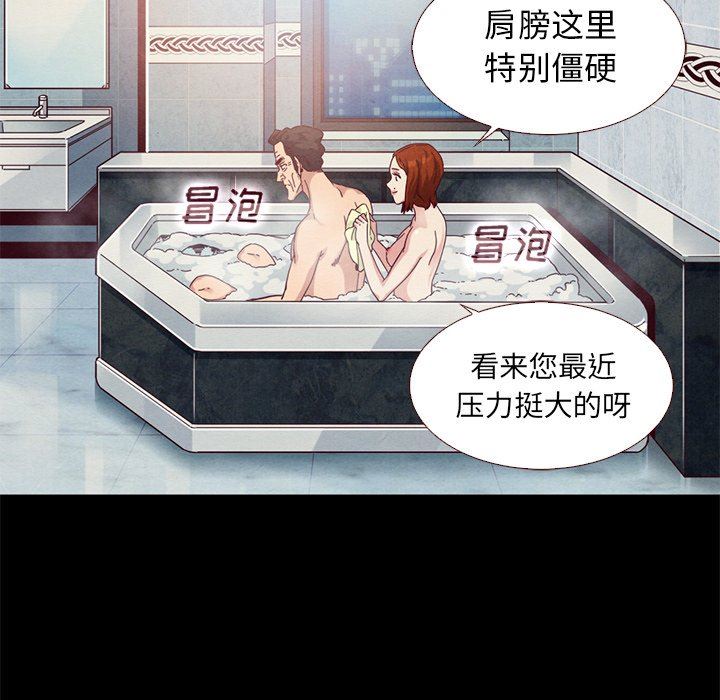 肩膀这里
特别僵硬
冒泡
冒泡
看来您最近
压力挺大的呀